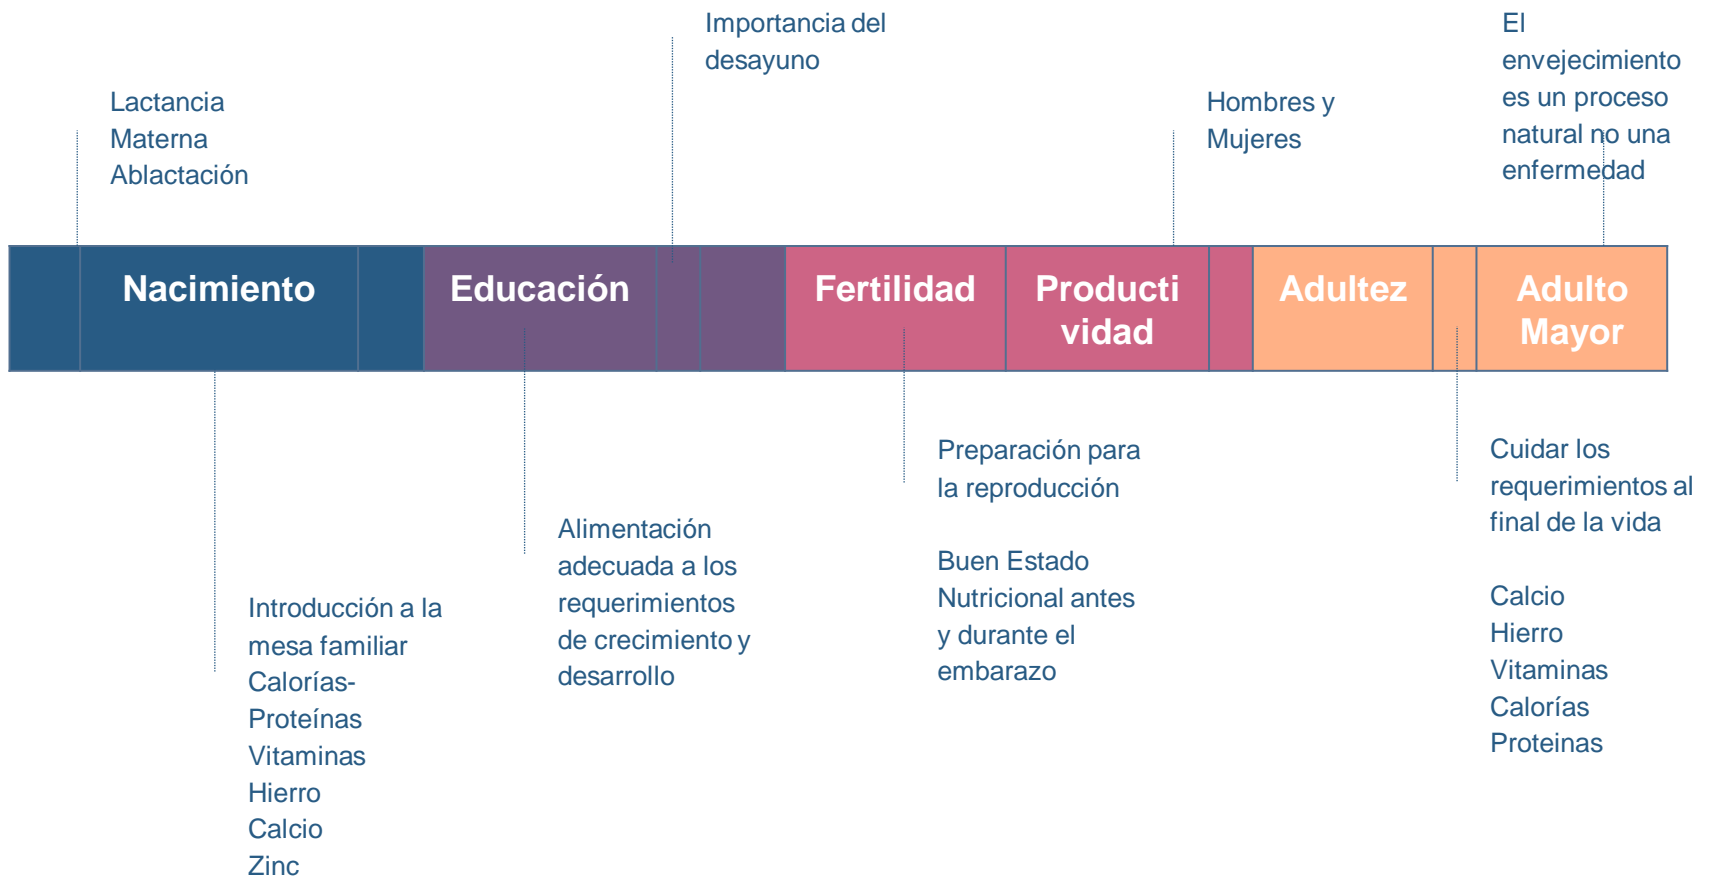 Importancia del
desayuno
El
envejecimiento
es un proceso
natural no una
enfermedad
Lactancia
Materna
Ablactación
Hombres y
Mujeres
Nacimiento
Educación
Fertilidad
Producti
vidad
Adultez
Adulto
Mayor
Introducción a la
mesa familiar
Calorías-
Proteínas
Vitaminas
Hierro
Calcio
Zinc
Alimentación
adecuada a los
requerimientos
de crecimiento y
desarrollo
Preparación para
la reproducción
Buen Estado
Nutricional antes
y durante el
embarazo
Cuidar los
requerimientos al
final de la vida
Calcio
Hierro
Vitaminas
Calorías
Proteinas